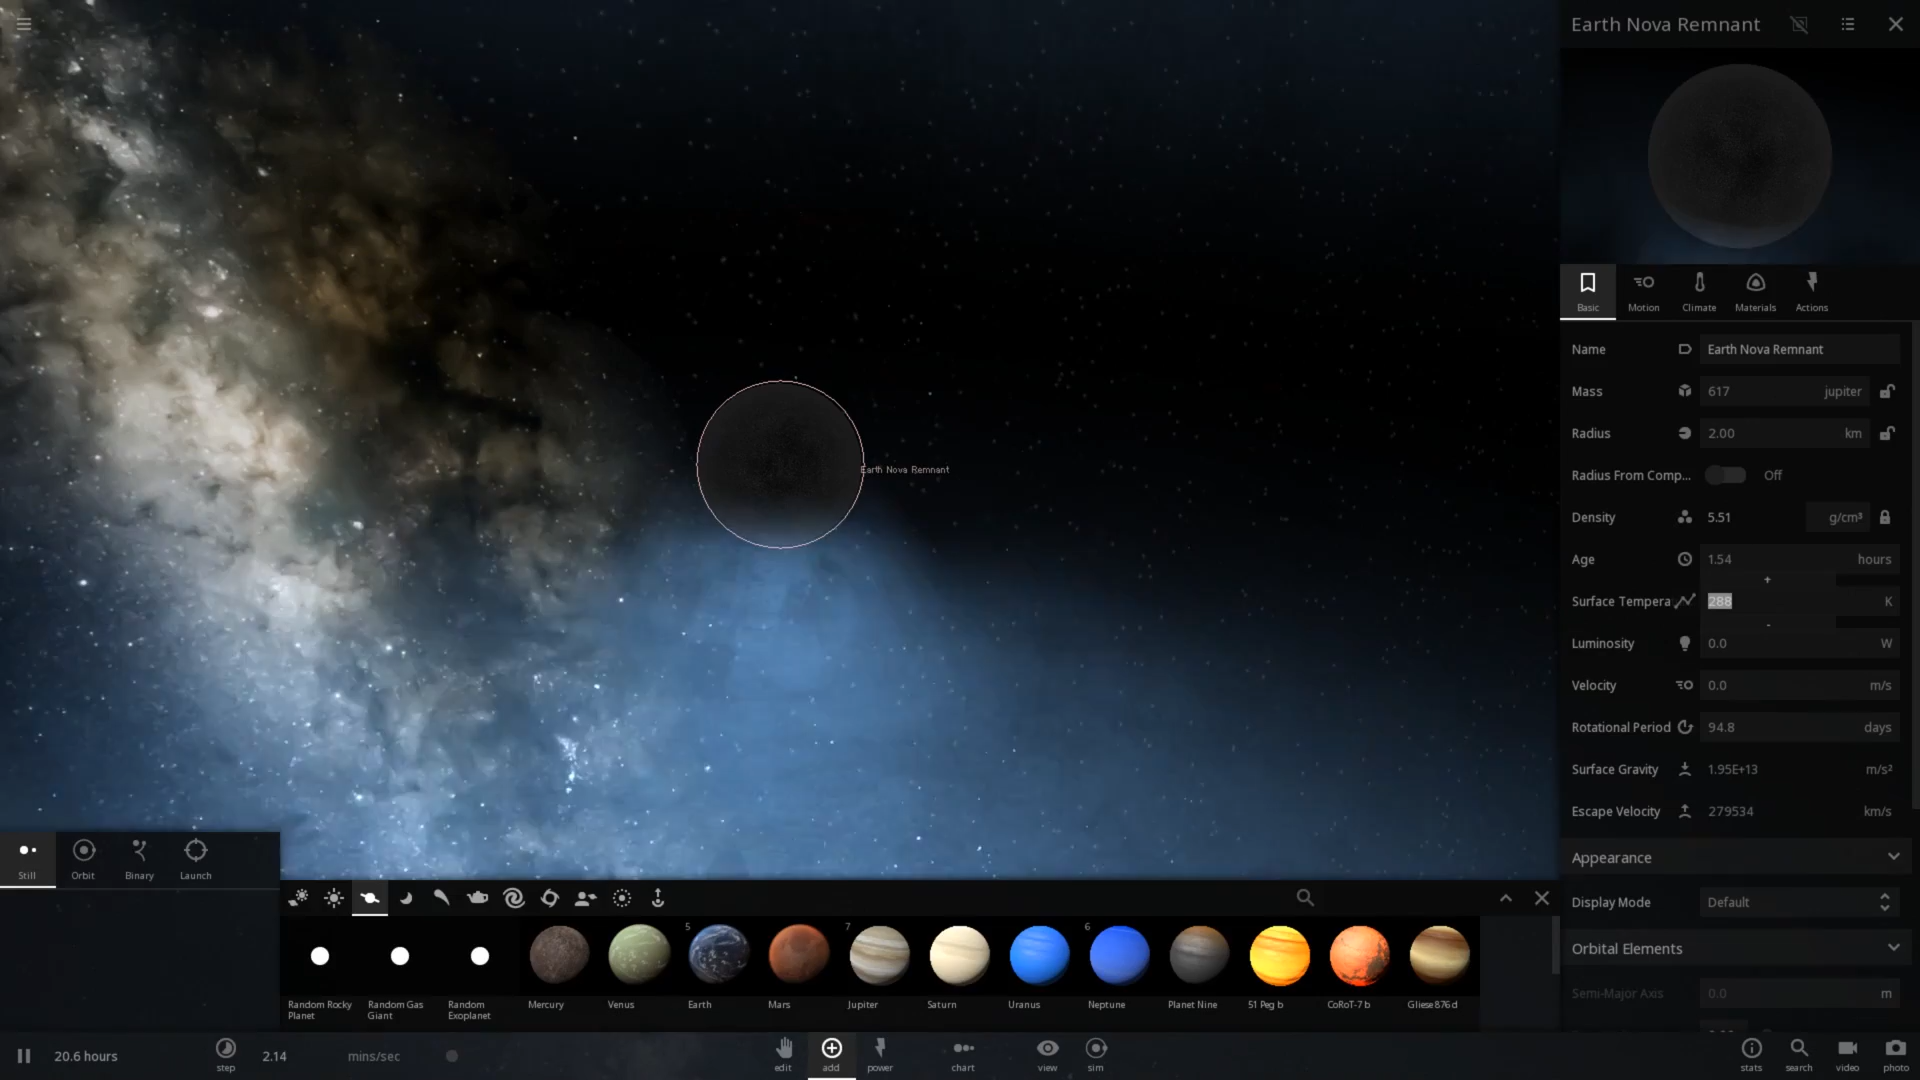 Earth Nova Remnant
Basic
Motion
Climate
Materials
Actions
Name
Earth Nova Remnant
Mass
617
jupiter
Radius
2.00
km
Radius From Comp...
Off
Density
5.51
g/cm³
Age
1.54
hours
+
Surface Tempera
288
K
-
Luminosity
0.0
W
Velocity
0.0
m/s
Rotational Period
94.8
days
Surface Gravity
1.95E+13
m/s²
Escape Velocity
279534
km/s
Appearance
Display Mode
Default
Orbital Elements
Semi-Major Axis
0.0
m
Earth Nova Remnant
Still
Orbit
Binary
Launch
5
7
6
Random Rocky
Planet
Random Gas
Giant
Random
Exoplanet
Mercury
Venus
Earth
Mars
Jupiter
Saturn
Uranus
Neptune
Planet Nine
51 Peg b
CoRoT-7 b
Gliese 876 d
20.6 hours
step
2.14
mins/sec
edit
add
power
chart
view
sim
stats
search
video
photo